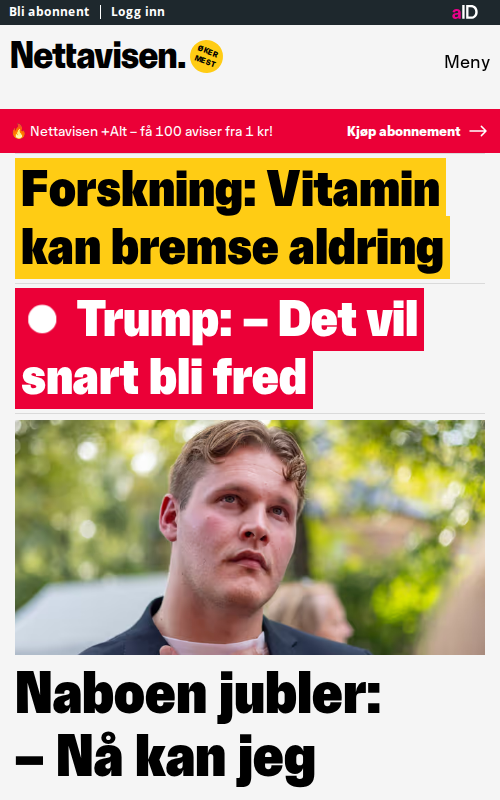 Bli abonnent | Logg inn
aID
Nettavisen.
ØKER
MEST
Meny
🔥 Nettavisen +Alt – få 100 aviser fra 1 kr!
Kjøp abonnement →
Forskning: Vitamin
kan bremse aldring
Trump: – Det vil
snart bli fred
Naboen jubler:
– Nå kan jeg